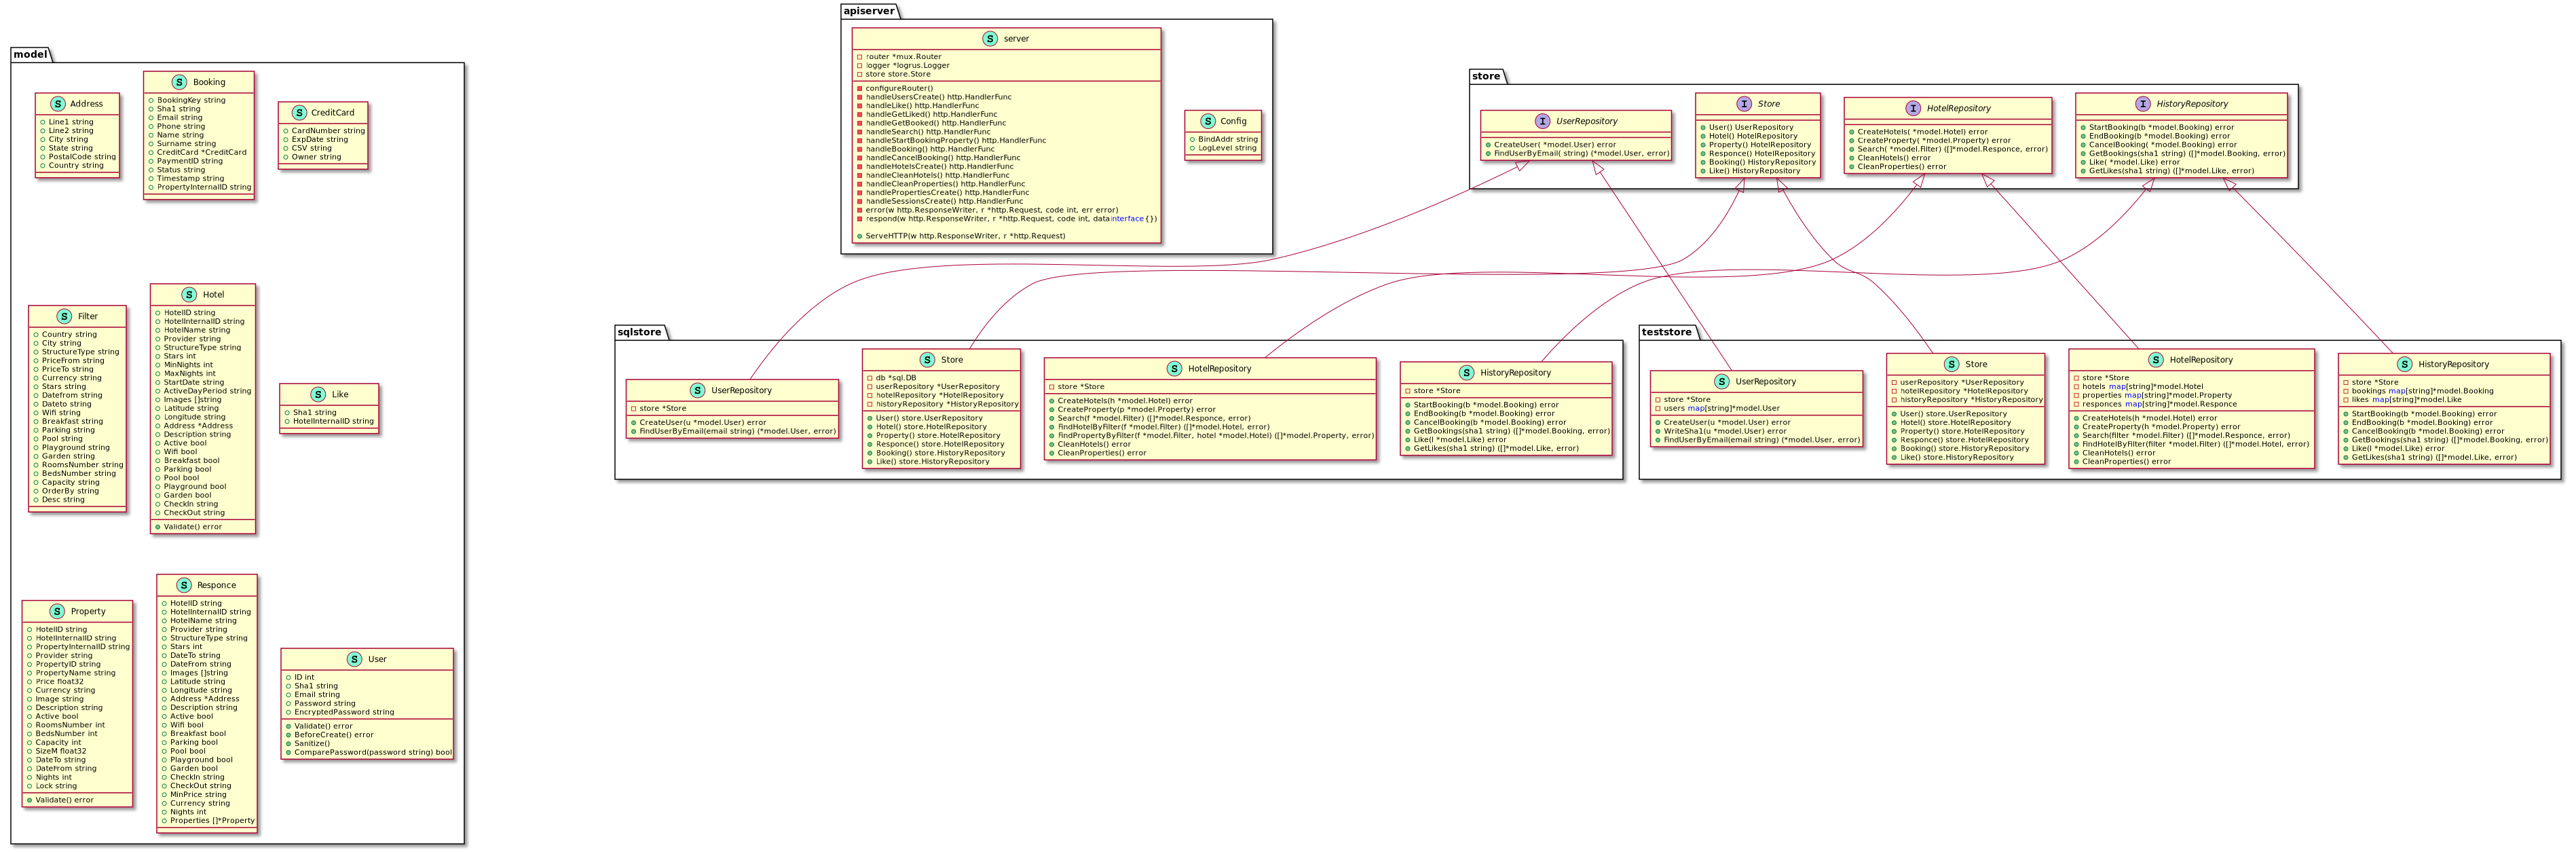 model
Address
Line1 string
Line2 string
City string
State string
PostalCode string
Country string
Booking
BookingKey string
Sha1 string
Email string
Phone string
Name string
Surname string
CreditCard *CreditCard
PaymentID string
Status string
Timestamp string
PropertyInternalID string
CreditCard
CardNumber string
ExpDate string
CSV string
Owner string
Filter
Country string
City string
StructureType string
PriceFrom string
PriceTo string
Currency string
Stars string
Datefrom string
Dateto string
Wifi string
Breakfast string
Parking string
Pool string
Playground string
Garden string
RoomsNumber string
BedsNumber string
Capacity string
OrderBy string
Desc string
Hotel
HotelID string
HotelInternalID string
HotelName string
Provider string
StructureType string
Stars int
MinNights int
MaxNights int
StartDate string
ActiveDayPeriod string
Images []string
Latitude string
Longitude string
Address *Address
Description string
Active bool
Wifi bool
Breakfast bool
Parking bool
Pool bool
Playground bool
Garden bool
CheckIn string
CheckOut string
Validate() error
Like
Sha1 string
HotelInternalID string
Property
HotelID string
HotelInternalID string
PropertyInternalID string
Provider string
PropertyID string
PropertyName string
Price float32
Currency string
Image string
Description string
Active bool
RoomsNumber int
BedsNumber int
Capacity int
SizeM float32
DateTo string
DateFrom string
Nights int
Lock string
Validate() error
Responce
HotelID string
HotelInternalID string
HotelName string
Provider string
StructureType string
Stars int
DateTo string
DateFrom string
Images []string
Latitude string
Longitude string
Address *Address
Description string
Active bool
Wifi bool
Breakfast bool
Parking bool
Pool bool
Playground bool
Garden bool
CheckIn string
CheckOut string
MinPrice string
Currency string
Nights int
Properties []*Property
User
ID int
Sha1 string
Email string
Password string
EncryptedPassword string
Validate() error
BeforeCreate() error
Sanitize()
ComparePassword(password string) bool
apiserver
server
router *mux.Router
logger *logrus.Logger
store store.Store
configureRouter()
handleUsersCreate() http.HandlerFunc
handleLike() http.HandlerFunc
handleGetLiked() http.HandlerFunc
handleGetBooked() http.HandlerFunc
handleSearch() http.HandlerFunc
handleStartBookingProperty() http.HandlerFunc
handleBooking() http.HandlerFunc
handleCancelBooking() http.HandlerFunc
handleHotelsCreate() http.HandlerFunc
handleCleanHotels() http.HandlerFunc
handleCleanProperties() http.HandlerFunc
handlePropertiesCreate() http.HandlerFunc
handleSessionsCreate() http.HandlerFunc
error(w http.ResponseWriter, r *http.Request, code int, err error)
respond(w http.ResponseWriter, r *http.Request, code int, data interface{})
ServeHTTP(w http.ResponseWriter, r *http.Request)
Config
BindAddr string
LogLevel string
store
UserRepository
CreateUser( *model.User) error
FindUserByEmail( string) (*model.User, error)
Store
User() UserRepository
Hotel() HotelRepository
Property() HotelRepository
Responce() HotelRepository
Booking() HistoryRepository
Like() HistoryRepository
HotelRepository
CreateHotels( *model.Hotel) error
CreateProperty( *model.Property) error
Search( *model.Filter) ([]*model.Responce, error)
CleanHotels() error
CleanProperties() error
HistoryRepository
StartBooking(b *model.Booking) error
EndBooking(b *model.Booking) error
CancelBooking( *model.Booking) error
GetBookings(sha1 string) ([]*model.Booking, error)
Like( *model.Like) error
GetLikes(sha1 string) ([]*model.Like, error)
sqlstore
UserRepository
store *Store
CreateUser(u *model.User) error
FindUserByEmail(email string) (*model.User, error)
Store
db *sql.DB
userRepository *UserRepository
hotelRepository *HotelRepository
historyRepository *HistoryRepository
User() store.UserRepository
Hotel() store.HotelRepository
Property() store.HotelRepository
Responce() store.HotelRepository
Booking() store.HistoryRepository
Like() store.HistoryRepository
HotelRepository
store *Store
CreateHotels(h *model.Hotel) error
CreateProperty(p *model.Property) error
Search(f *model.Filter) ([]*model.Responce, error)
FindHotelByFilter(f *model.Filter) ([]*model.Hotel, error)
FindPropertyByFilter(f *model.Filter, hotel *model.Hotel) ([]*model.Property, error)
CleanHotels() error
CleanProperties() error
HistoryRepository
store *Store
StartBooking(b *model.Booking) error
EndBooking(b *model.Booking) error
CancelBooking(b *model.Booking) error
GetBookings(sha1 string) ([]*model.Booking, error)
Like(l *model.Like) error
GetLikes(sha1 string) ([]*model.Like, error)
teststore
UserRepository
store *Store
users map[string]*model.User
CreateUser(u *model.User) error
WriteSha1(u *model.User) error
FindUserByEmail(email string) (*model.User, error)
Store
userRepository *UserRepository
hotelRepository *HotelRepository
historyRepository *HistoryRepository
User() store.UserRepository
Hotel() store.HotelRepository
Property() store.HotelRepository
Responce() store.HotelRepository
Booking() store.HistoryRepository
Like() store.HistoryRepository
HotelRepository
store *Store
hotels map[string]*model.Hotel
properties map[string]*model.Property
responces map[string]*model.Responce
CreateHotels(h *model.Hotel) error
CreateProperty(h *model.Property) error
Search(filter *model.Filter) ([]*model.Responce, error)
FindHotelByFilter(filter *model.Filter) ([]*model.Hotel, error)
CleanHotels() error
CleanProperties() error
HistoryRepository
store *Store
bookings map[string]*model.Booking
likes map[string]*model.Like
StartBooking(b *model.Booking) error
EndBooking(b *model.Booking) error
CancelBooking(b *model.Booking) error
GetBookings(sha1 string) ([]*model.Booking, error)
Like(l *model.Like) error
GetLikes(sha1 string) ([]*model.Like, error)